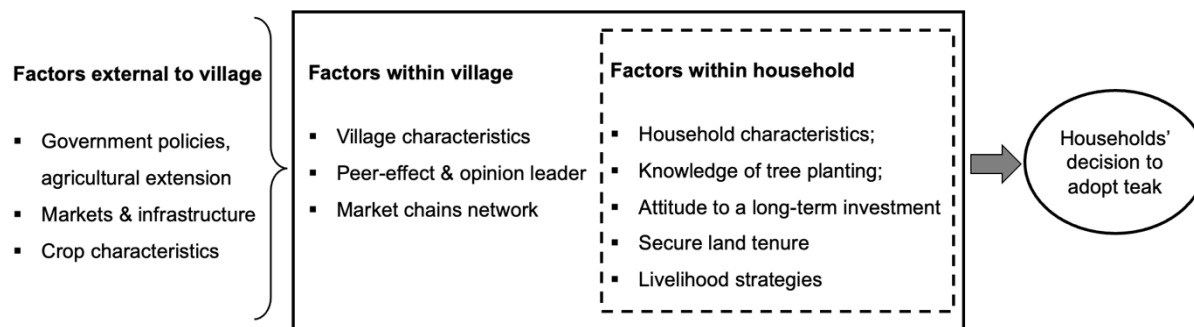 Factors external to village
▪ Government policies,
agricultural extension
▪ Markets & infrastructure
▪ Crop characteristics
Factors within village
▪ Village characteristics
▪ Peer-effect & opinion leader
▪ Market chains network
Factors within household
▪ Household characteristics;
▪ Knowledge of tree planting;
▪ Attitude to a long-term investment
▪ Secure land tenure
▪ Livelihood strategies
Households’
decision to
adopt teak